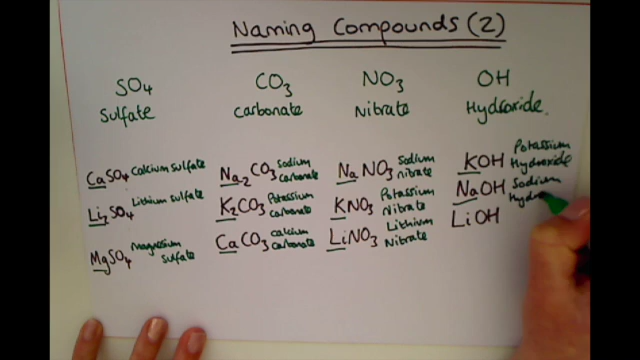 Naming Compounds (2)
SO₄ CO₃ NO₃ OH
Sulfate Carbonate Nitrate Hydroxide.
CaSO₄ Calcium Sulfate
Li₂SO₄ Lithium Sulfate
MgSO₄ Magnesium Sulfate
Na₂CO₃ Sodium carbonate
K₂CO₃ Potassium carbonate
CaCO₃ Calcium carbonate
NaNO₃ Sodium nitrate
KNO₃ Potassium Nitrate
LiNO₃ Lithium Nitrate
KOH Potassium Hydroxide
NaOH Sodium Hydro
LiOH